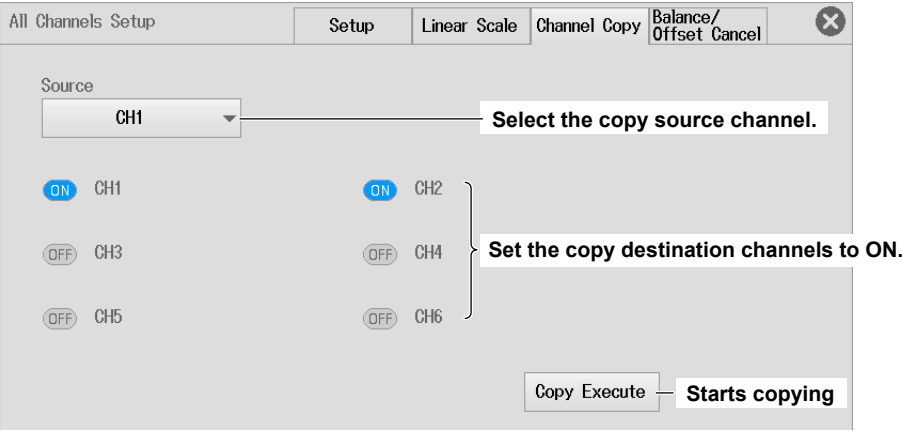 All Channels Setup
Setup
Linear Scale
Channel Copy
Balance/
Offset Cancel
Source
CH1
Select the copy source channel.
ON CH1
ON CH2
OFF CH3
OFF CH4
Set the copy destination channels to ON.
OFF CH5
OFF CH6
Copy Execute
Starts copying